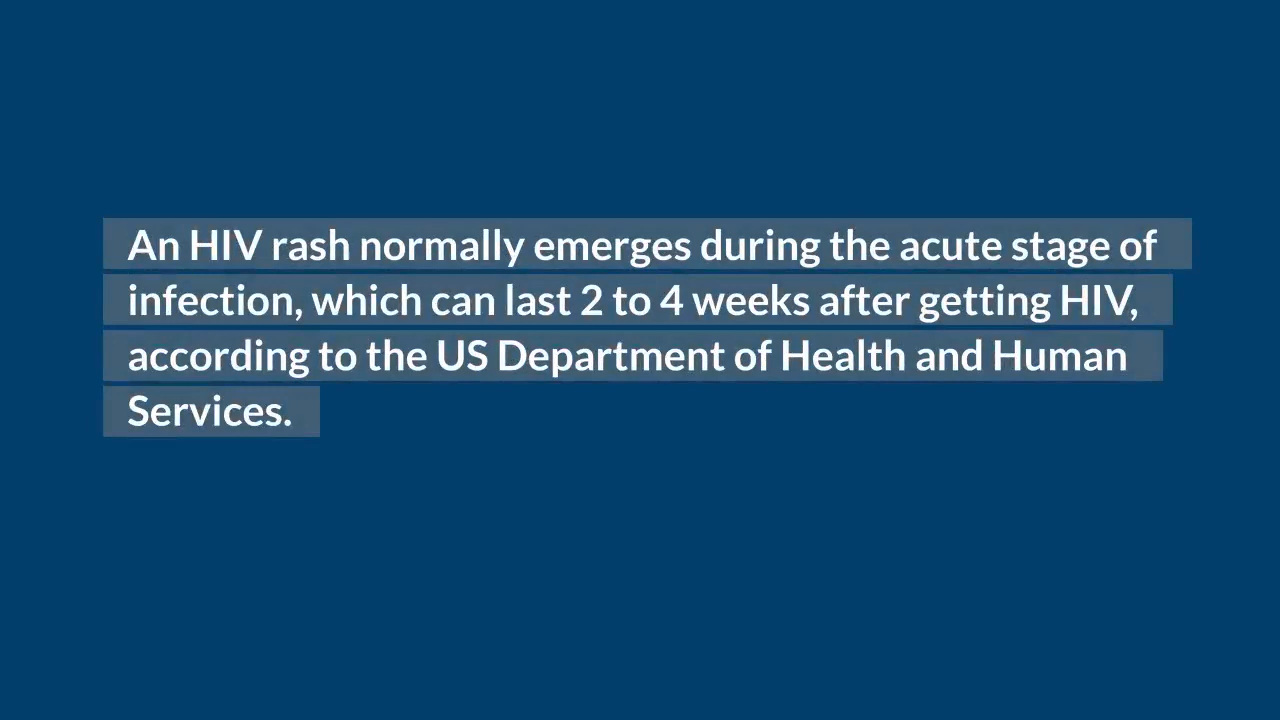 An HIV rash normally emerges during the acute stage of
infection, which can last 2 to 4 weeks after getting HIV,
according to the US Department of Health and Human
Services.